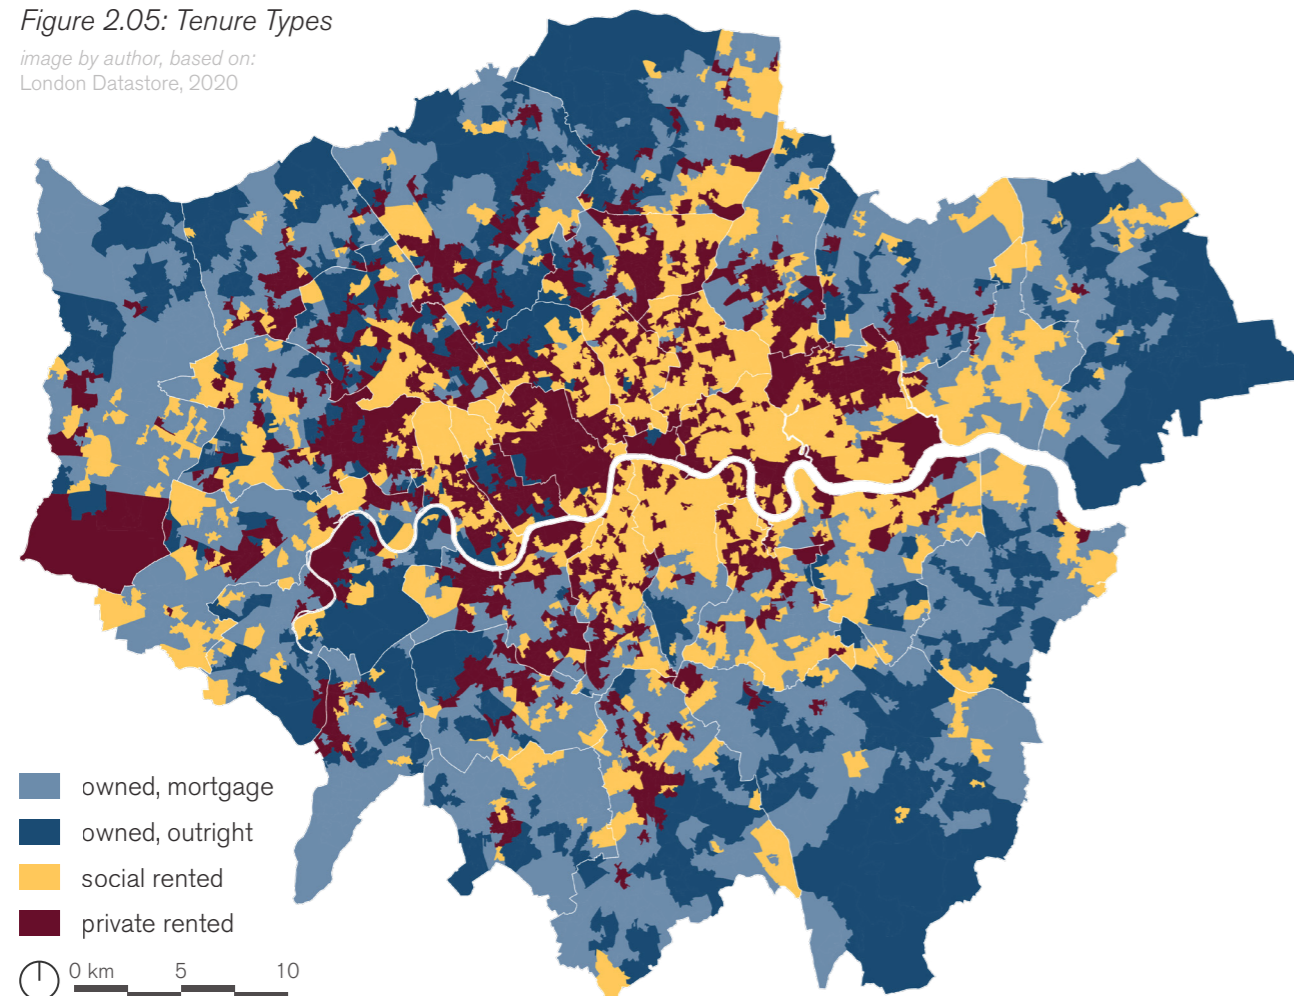 Figure 2.05: Tenure Types
image by author, based on:
London Datastore, 2020
owned, mortgage
owned, outright
social rented
private rented
0 km 5 10